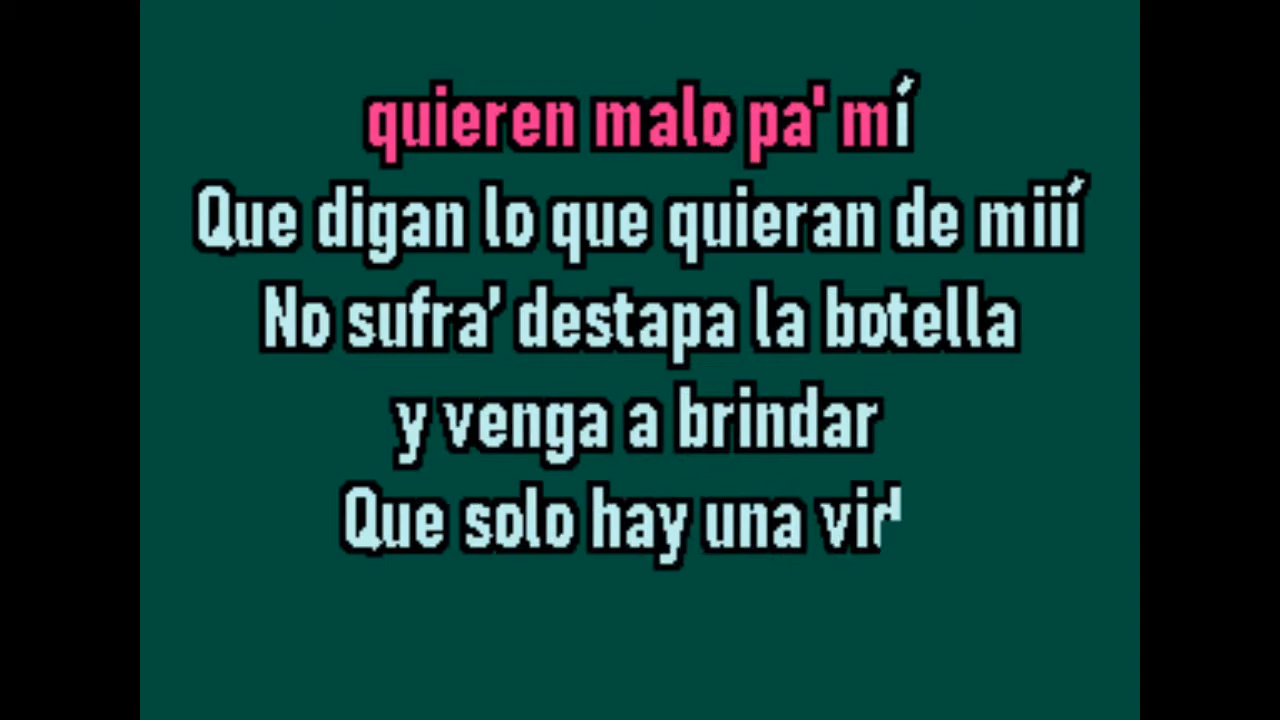 quieren malo pa' mí
Que digan lo que quieran de miií
No sufra’ destapa la botella
y venga a brindar
Que solo hay una